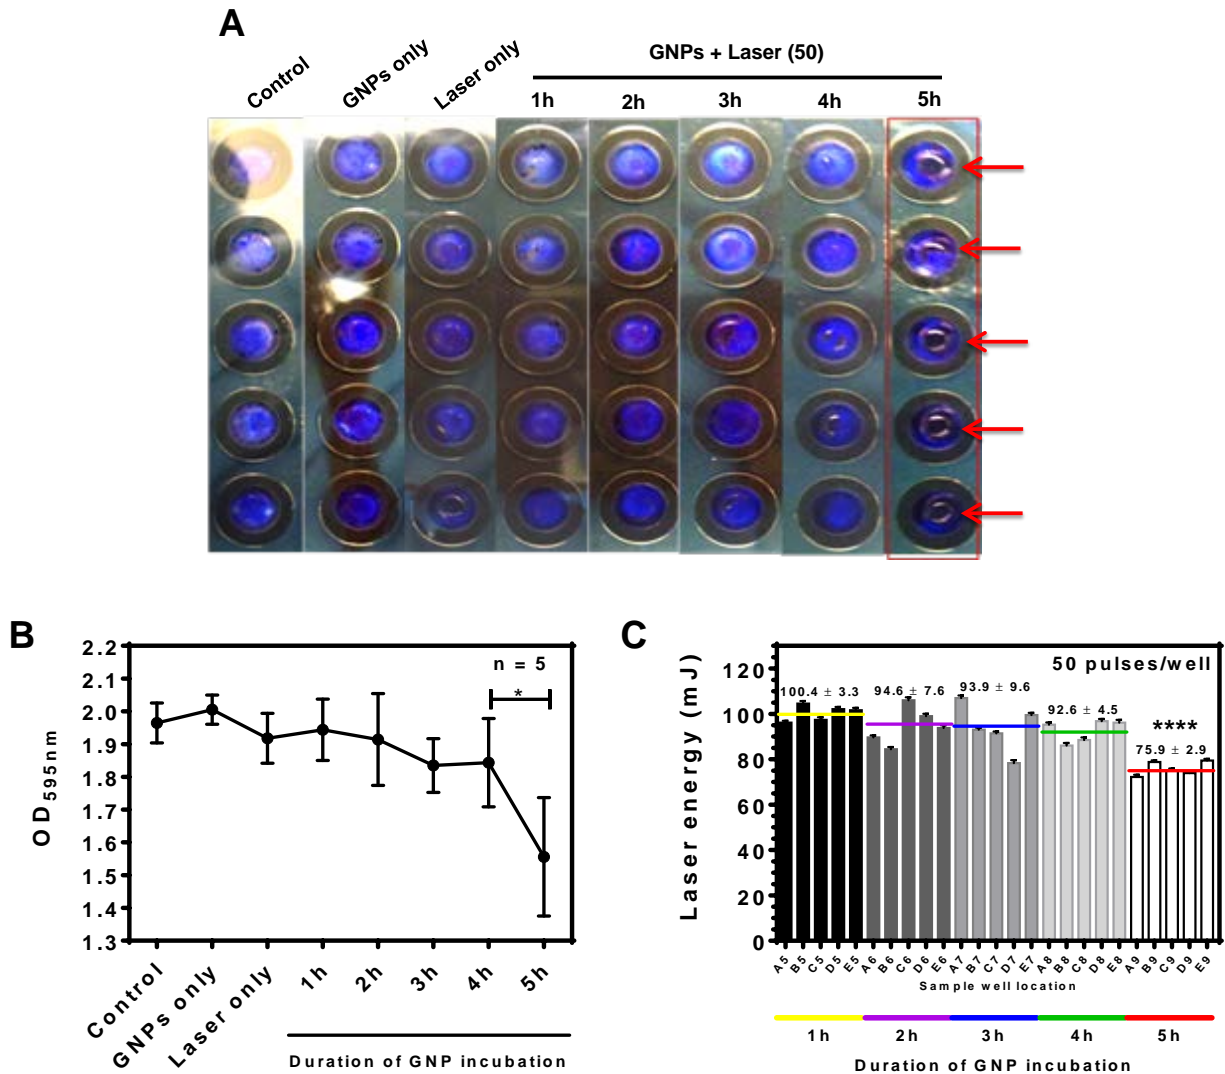 A
Control
GNPs only
Laser only
GNPs + Laser (50)
1h 2h 3h 4h 5h
B
2.2
2.1
2.0
1.9
1.8
1.7
1.6
1.5
1.4
1.3
OD595nm
n = 5
*
Control
GNPs only
Laser only
1h
2h
3h
4h
5h
Duration of GNP incubation
C
Laser energy (mJ)
120
100
80
60
40
20
0
50 pulses/well
100.4 ± 3.3
94.6 ± 7.6
93.9 ± 9.6
92.6 ± 4.5
****
75.9 ± 2.9
A5 B5 C5 D5 E5 A6 B6 C6 D6 E6 A7 B7 C7 D7 E7 A8 B8 C8 D8 E8 A9 B9 C9 D9 E9
Sample well location
1h 2h 3h 4h 5h
Duration of GNP incubation